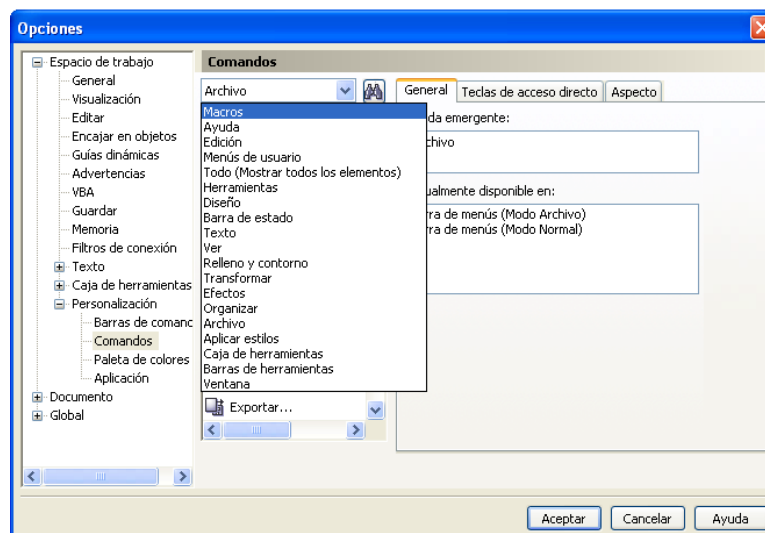 Opciones
Espacio de trabajo
General
Visualización
Editar
Encajar en objetos
Guías dinámicas
Advertencias
VBA
Guardar
Memoria
Filtros de conexión
Texto
Caja de herramientas
Personalización
Barras de comanc
Comandos
Paleta de colores
Aplicación
Documento
Global
Comandos
Archivo
Macros
Ayuda
Edición
Menús de usuario
Todo (Mostrar todos los elementos)
Herramientas
Diseño
Barra de estado
Texto
Ver
Relleno y contorno
Transformar
Efectos
Organizar
Archivo
Aplicar estilos
Caja de herramientas
Barras de herramientas
Ventana
Exportar...
General Teclas de acceso directo Aspecto
da emergente:
chivo
ualmente disponible en:
rra de menús (Modo Archivo)
rra de menús (Modo Normal)
Aceptar Cancelar Ayuda